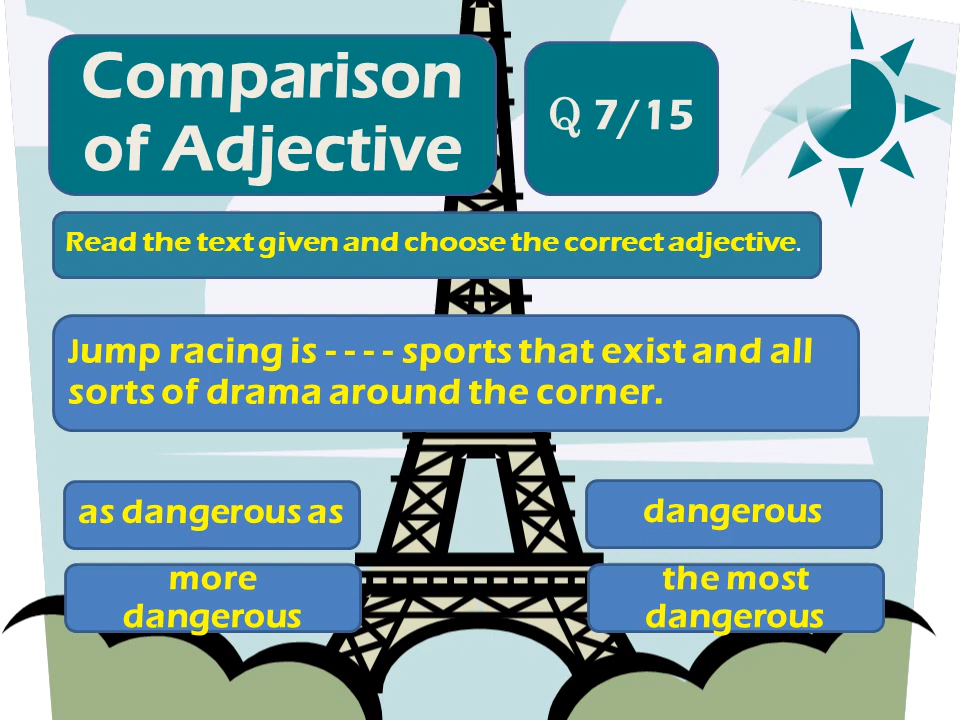 Comparison
of Adjective
Q 7/15
Read the text given and choose the correct adjective.
Jump racing is - - - - sports that exist and all
sorts of drama around the corner.
as dangerous as
dangerous
more
dangerous
the most
dangerous